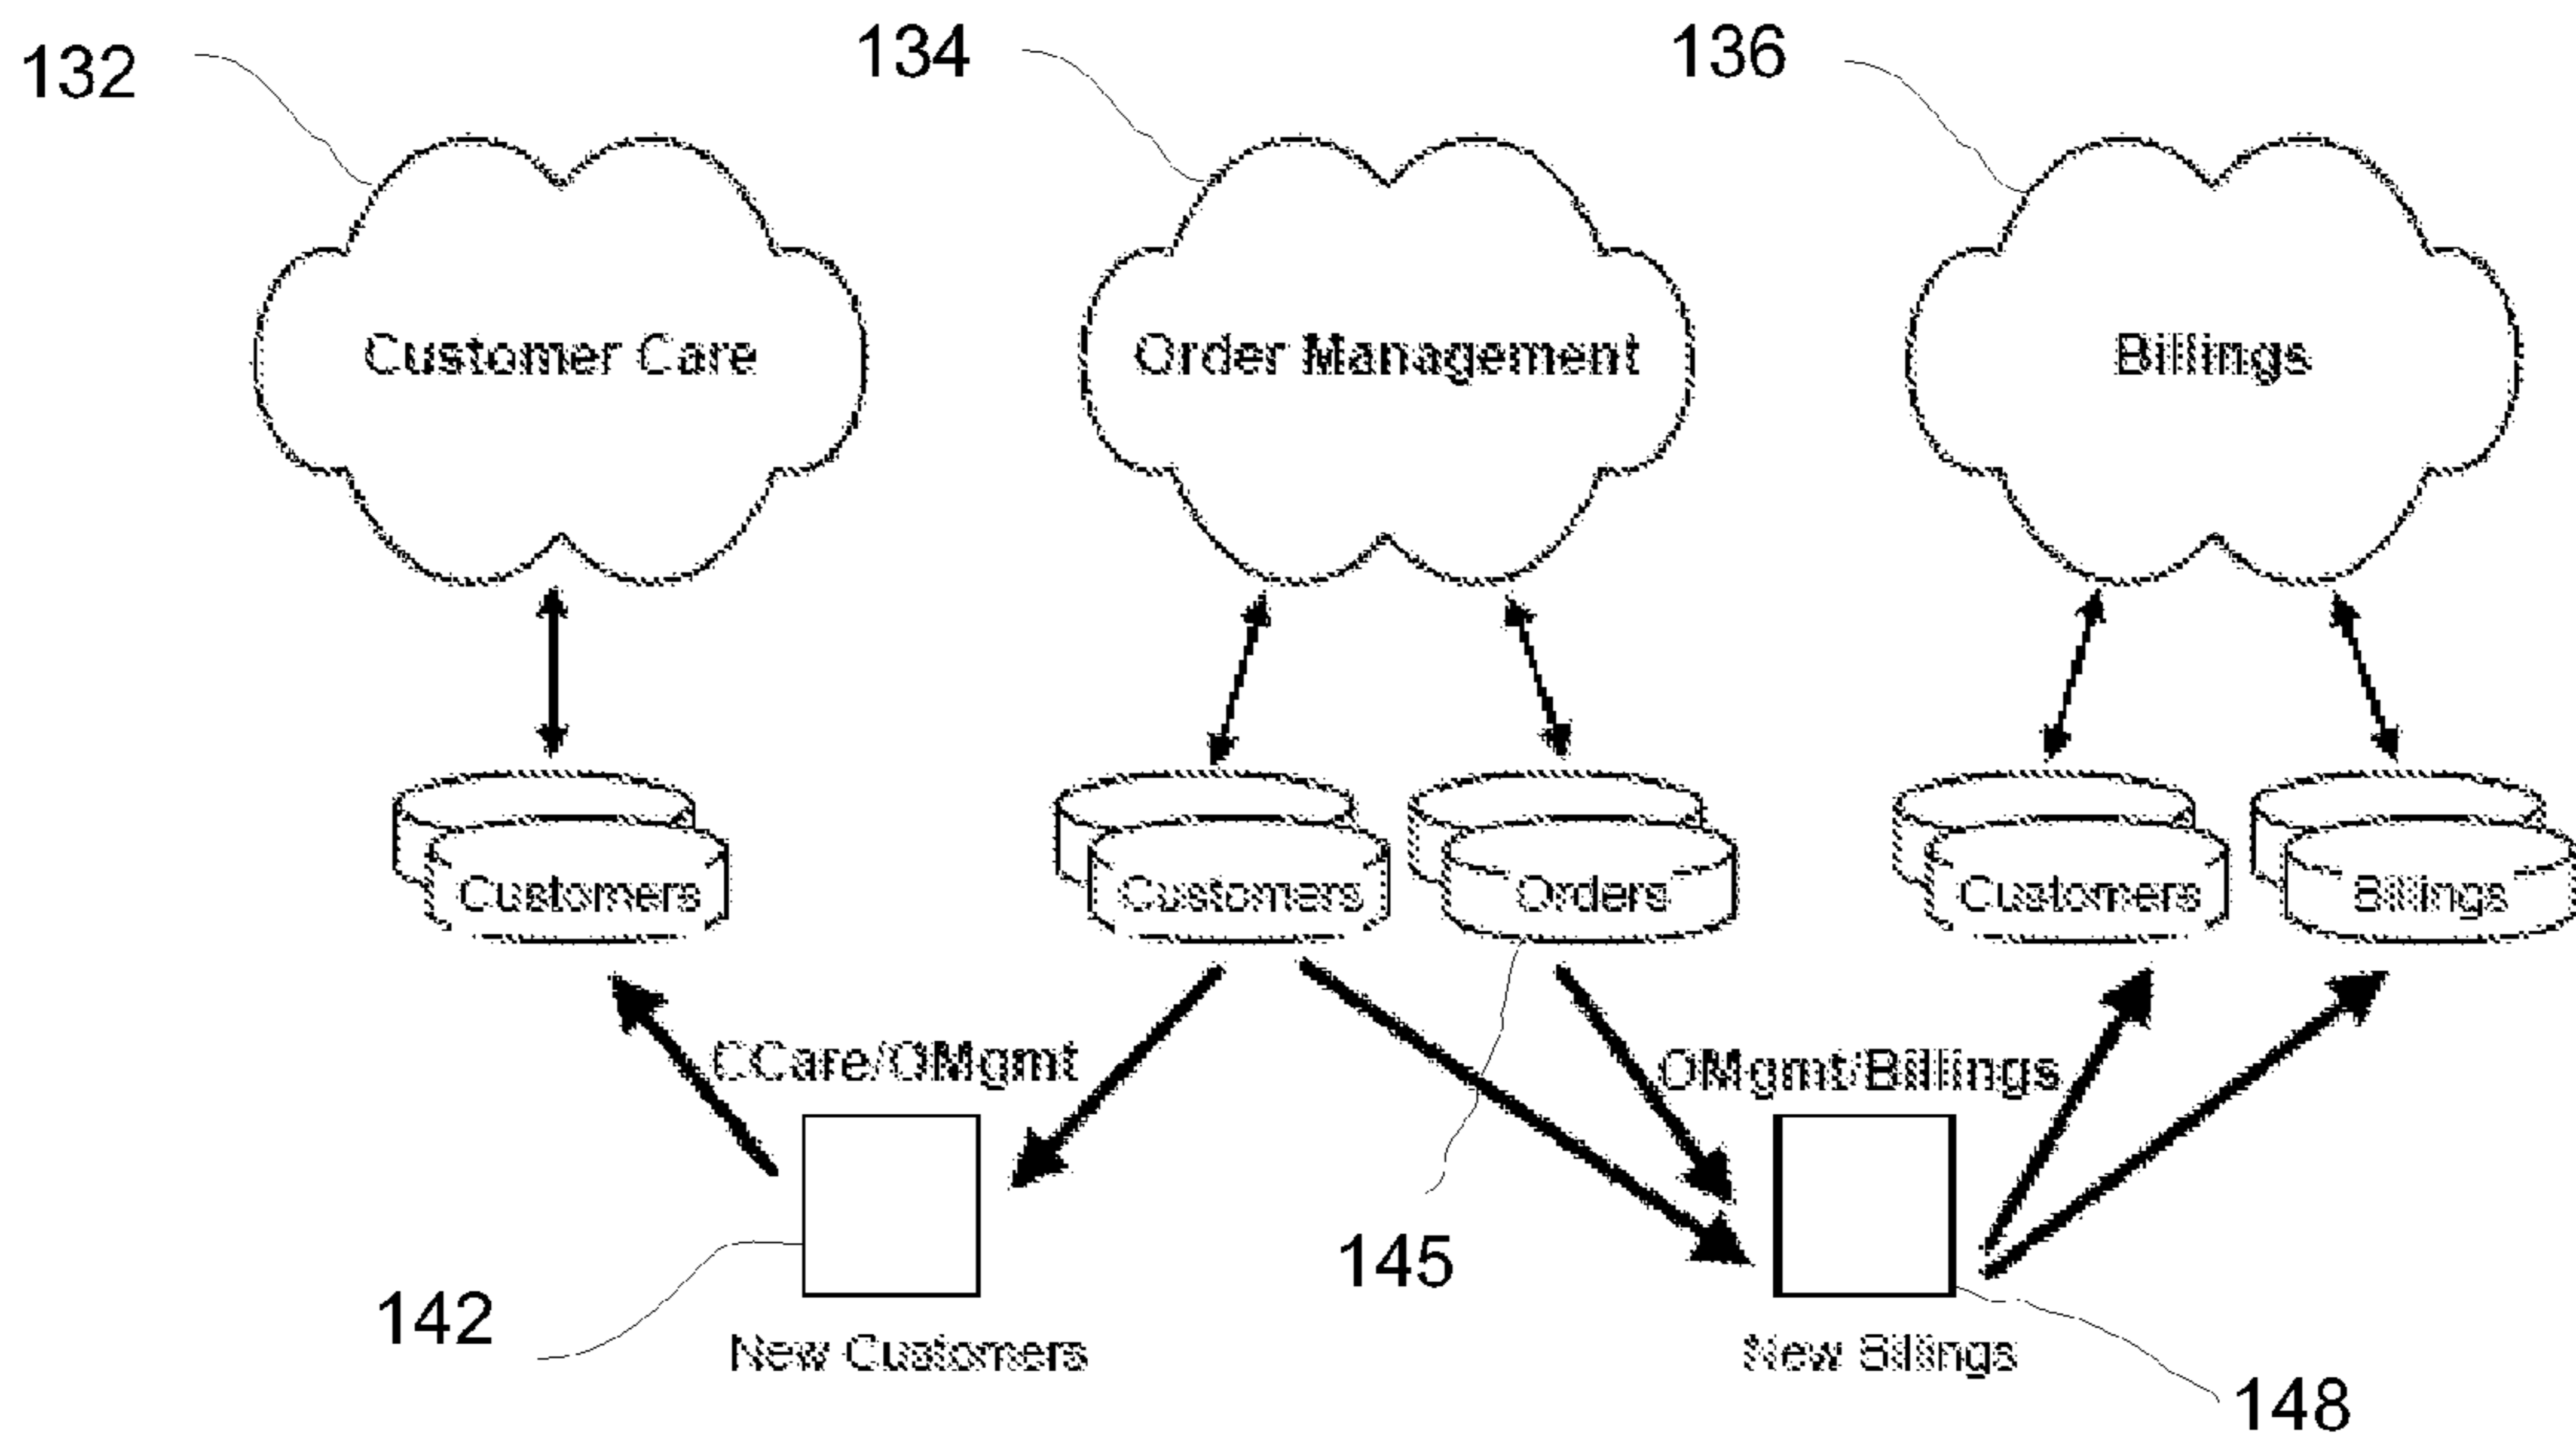 132
134
136
Customer Care
Order Management
Billings
Customers
Customers
Orders
Customers
Billings
CCare/OMgmt
OMgmt/Billings
145
142
New Customers
New Billings
148